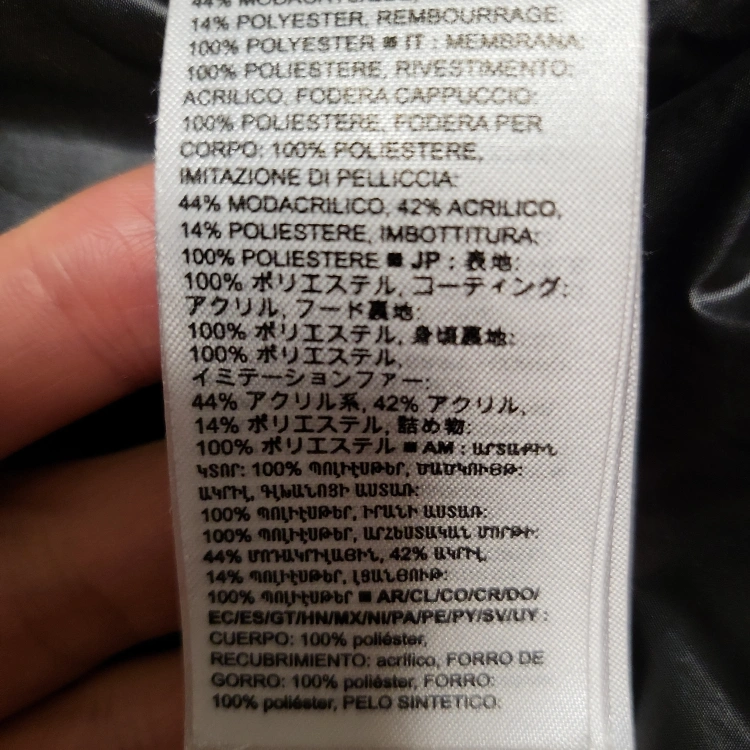 14% POLYESTER, REMBOURRAGE:
100% POLYESTER ■ IT : MEMBRANA:
100% POLIESTERE, RIVESTIMENTO:
ACRILICO, FODERA CAPPUCCIO:
100% POLIESTERE, FODERA PER
CORPO: 100% POLIESTERE,
IMITAZIONE DI PELLICCIA:
44% MODACRILICO, 42% ACRILICO,
14% POLIESTERE, IMBOTTITURA:
100% POLIESTERE ■ JP : 表地:
100% ポリエステル, コーティング:
アクリル, フード裏地:
100% ポリエステル, 身頃裏地:
100% ポリエステル,
イミテーションファー:
44% アクリル系, 42% アクリル,
14% ポリエステル, 詰め物:
100% ポリエステル ■ AM : ԱՐՏԱՔԻՆ
ԿՏՈՐ: 100% ՊՈԼԻԷՍԹԵՐ, ԾԱԾԿՈՒՅԹ:
ԱԿՐԻԼ, ԳԼԽԱՆՈՑԻ ԱՍՏԱՌ:
100% ՊՈԼԻԷՍԹԵՐ, ԻՐԱՆԻ ԱՍՏԱՌ:
100% ՊՈԼԻԷՍԹԵՐ, ԱՐՀԵՍՏԱԿԱՆ ՄՈՐԹԻ:
44% ՄՈԴԱԿՐԻԼԱՅԻՆ, 42% ԱԿՐԻԼ,
14% ՊՈԼԻԷՍԹԵՐ, ԼՑԱՆՅՈՒԹ:
100% ՊՈԼԻԷՍԹԵՐ ■ AR/CL/CO/CR/DO/
EC/ES/GT/HN/MX/NI/PA/PE/PY/SV/UY :
CUERPO: 100% poliéster,
RECUBRIMIENTO: acrílico, FORRO DE
GORRO: 100% poliéster, FORRO:
100% poliéster, PELO SINTETICO: